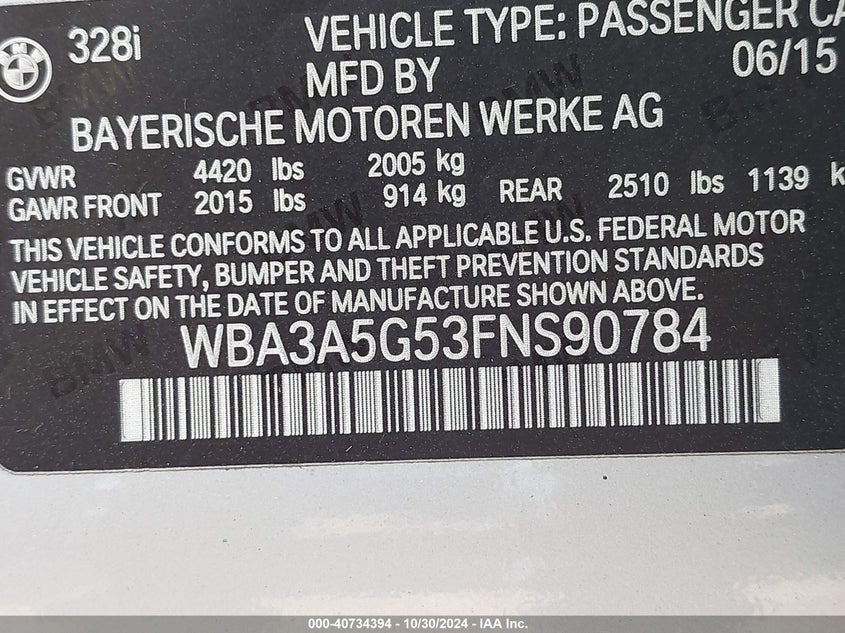 328i VEHICLE TYPE: PASSENGER CA
MFD BY 06/15
BAYERISCHE MOTOREN WERKE AG
GVWR 4420 lbs 2005 kg
GAWR FRONT 2015 lbs 914 kg REAR 2510 lbs 1139 k
THIS VEHICLE CONFORMS TO ALL APPLICABLE U.S. FEDERAL MOTOR
VEHICLE SAFETY, BUMPER AND THEFT PREVENTION STANDARDS
IN EFFECT ON THE DATE OF MANUFACTURE SHOWN ABOVE.
WBA3A5G53FNS90784
000-40734394 - 10/30/2024 - IAA Inc.